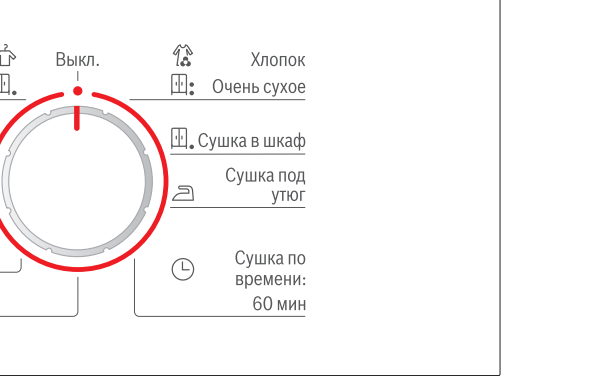 Выкл.
Хлопок
Очень сухое
Сушка в шкаф
Сушка под
утюг
Сушка по
времени:
60 мин